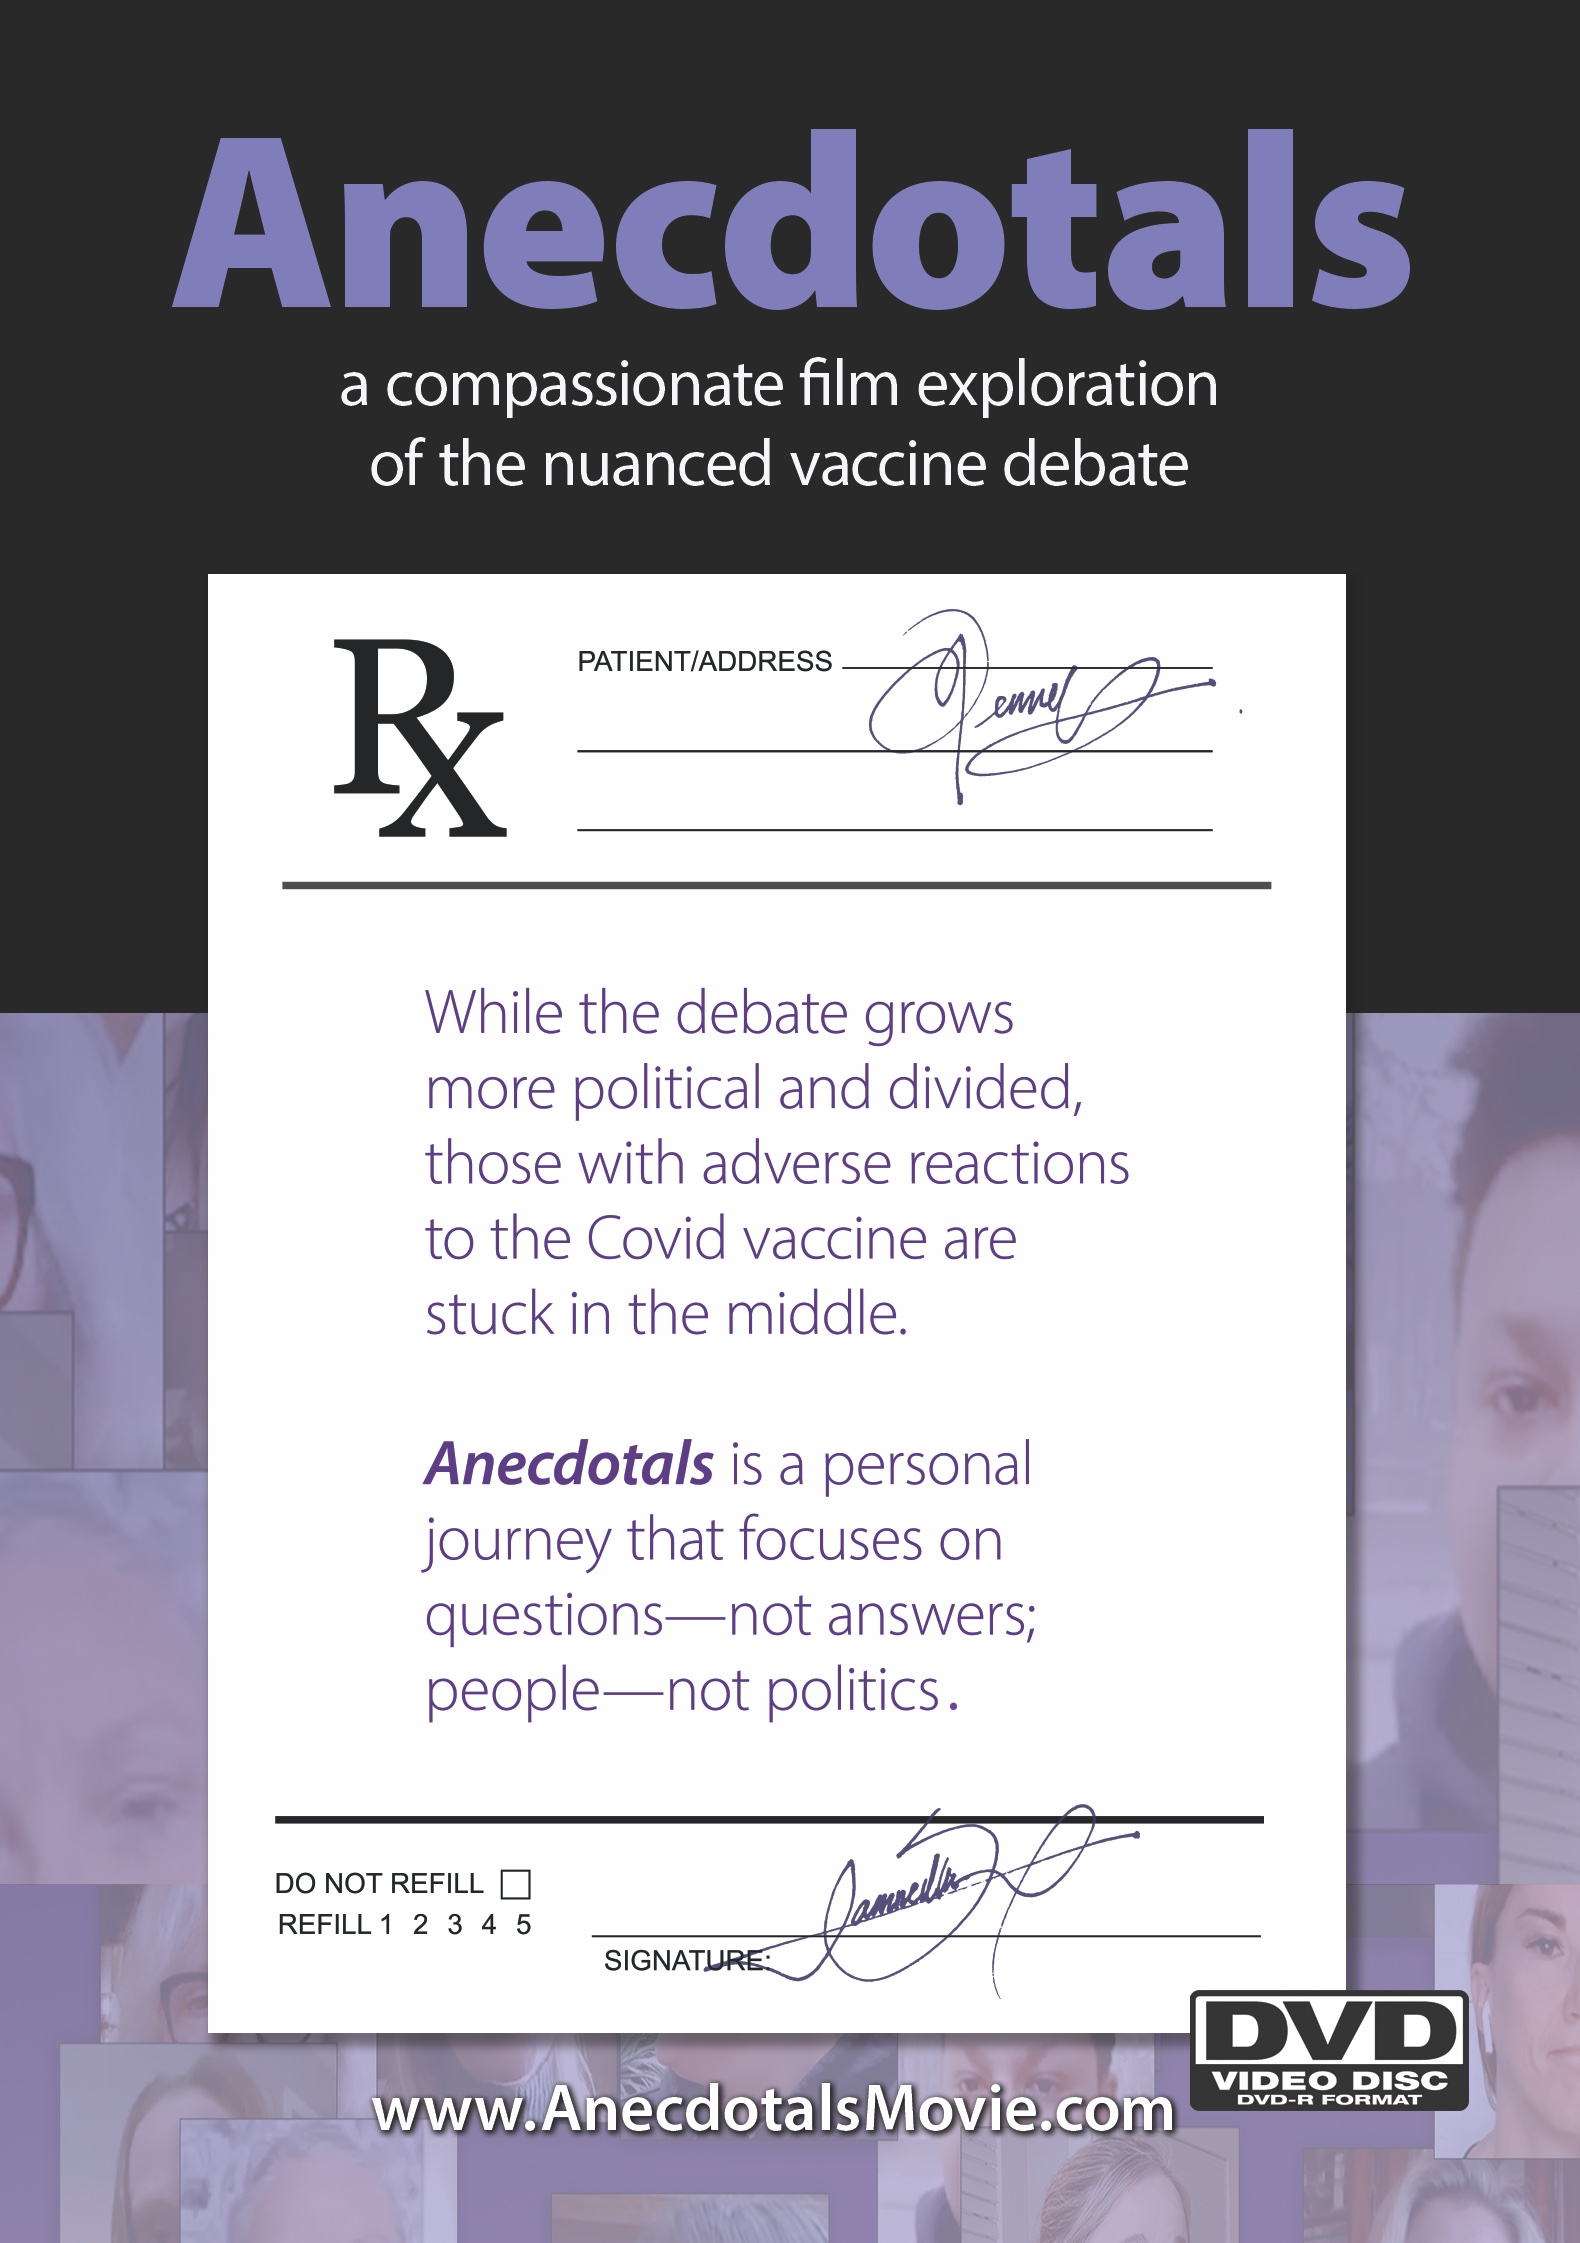 Anecdotals
a compassionate film exploration
of the nuanced vaccine debate
Rx
PATIENT/ADDRESS
While the debate grows
more political and divided,
those with adverse reactions
to the Covid vaccine are
stuck in the middle.
Anecdotals is a personal
journey that focuses on
questions—not answers;
people—not politics.
DO NOT REFILL
REFILL 1 2 3 4 5
SIGNATURE:
DVD
VIDEO DISC
DVD-R FORMAT
www.AnecdotalsMovie.com